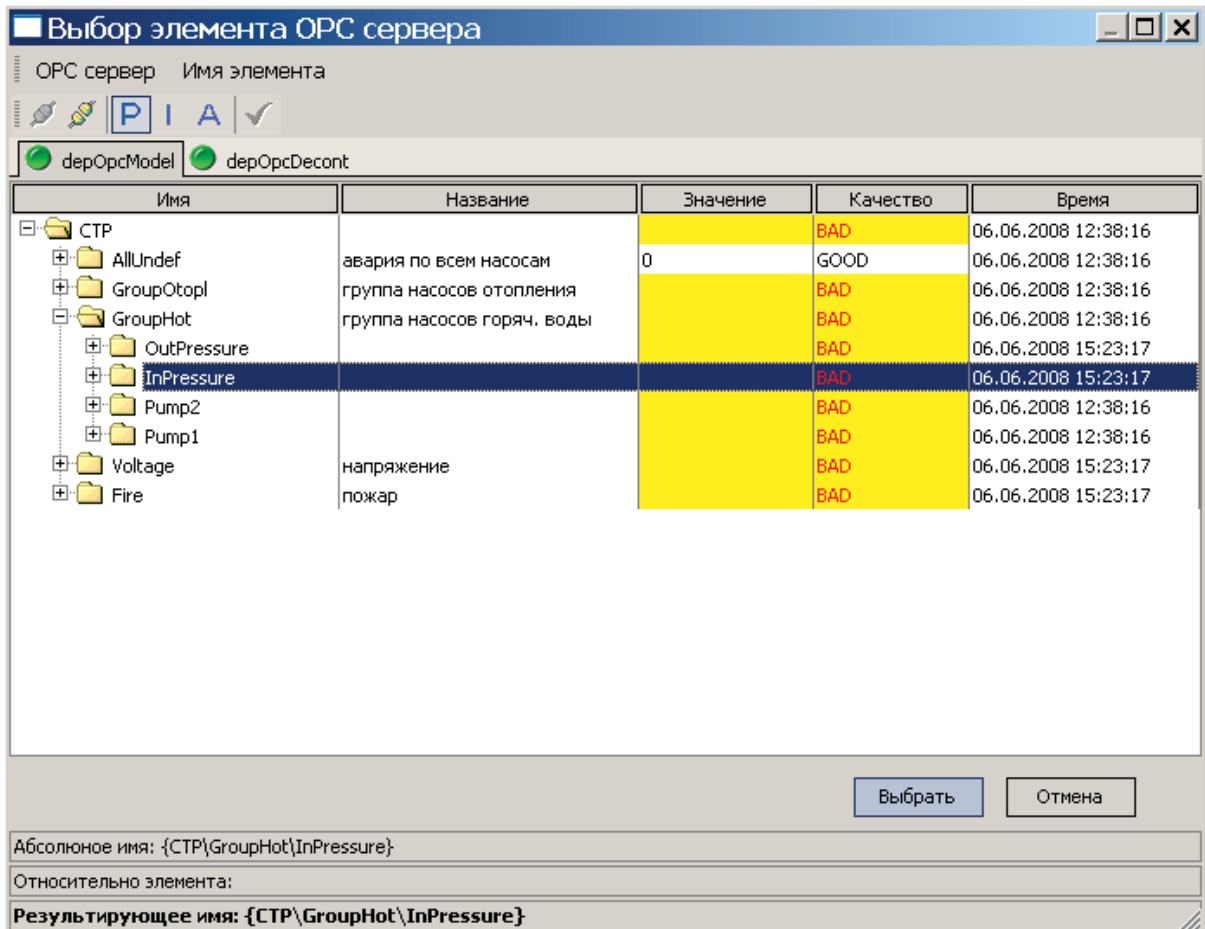 Выбор элемента OPC сервера
OPC сервер Имя элемента
P I A
depOpcModel depOpcDecont
Имя Название Значение Качество Время
CTP BAD 06.06.2008 12:38:16
AllUndef авария по всем насосам 0 GOOD 06.06.2008 12:38:16
GroupOtopl группа насосов отопления BAD 06.06.2008 12:38:16
GroupHot группа насосов горяч. воды BAD 06.06.2008 12:38:16
OutPressure BAD 06.06.2008 15:23:17
InPressure BAD 06.06.2008 15:23:17
Pump2 BAD 06.06.2008 12:38:16
Pump1 BAD 06.06.2008 12:38:16
Voltage напряжение BAD 06.06.2008 15:23:17
Fire пожар BAD 06.06.2008 15:23:17
Выбрать Отмена
Абсолюное имя: {CTP\GroupHot\InPressure}
Относительно элемента:
Результирующее имя: {CTP\GroupHot\InPressure}